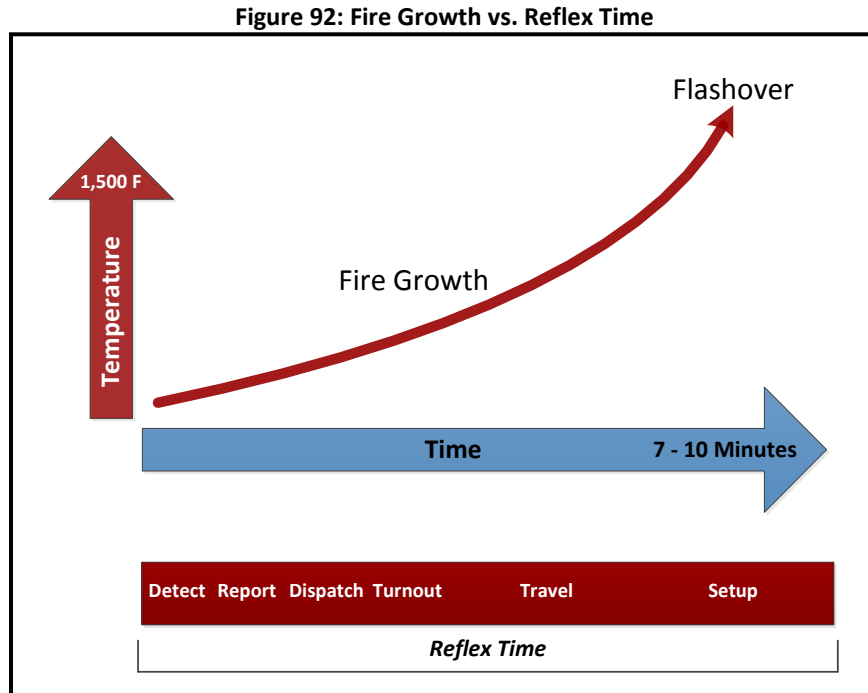 Figure 92: Fire Growth vs. Reflex Time
Flashover
1,500 F
Temperature
Fire Growth
Time
7 - 10 Minutes
Detect Report Dispatch Turnout Travel Setup
Reflex Time